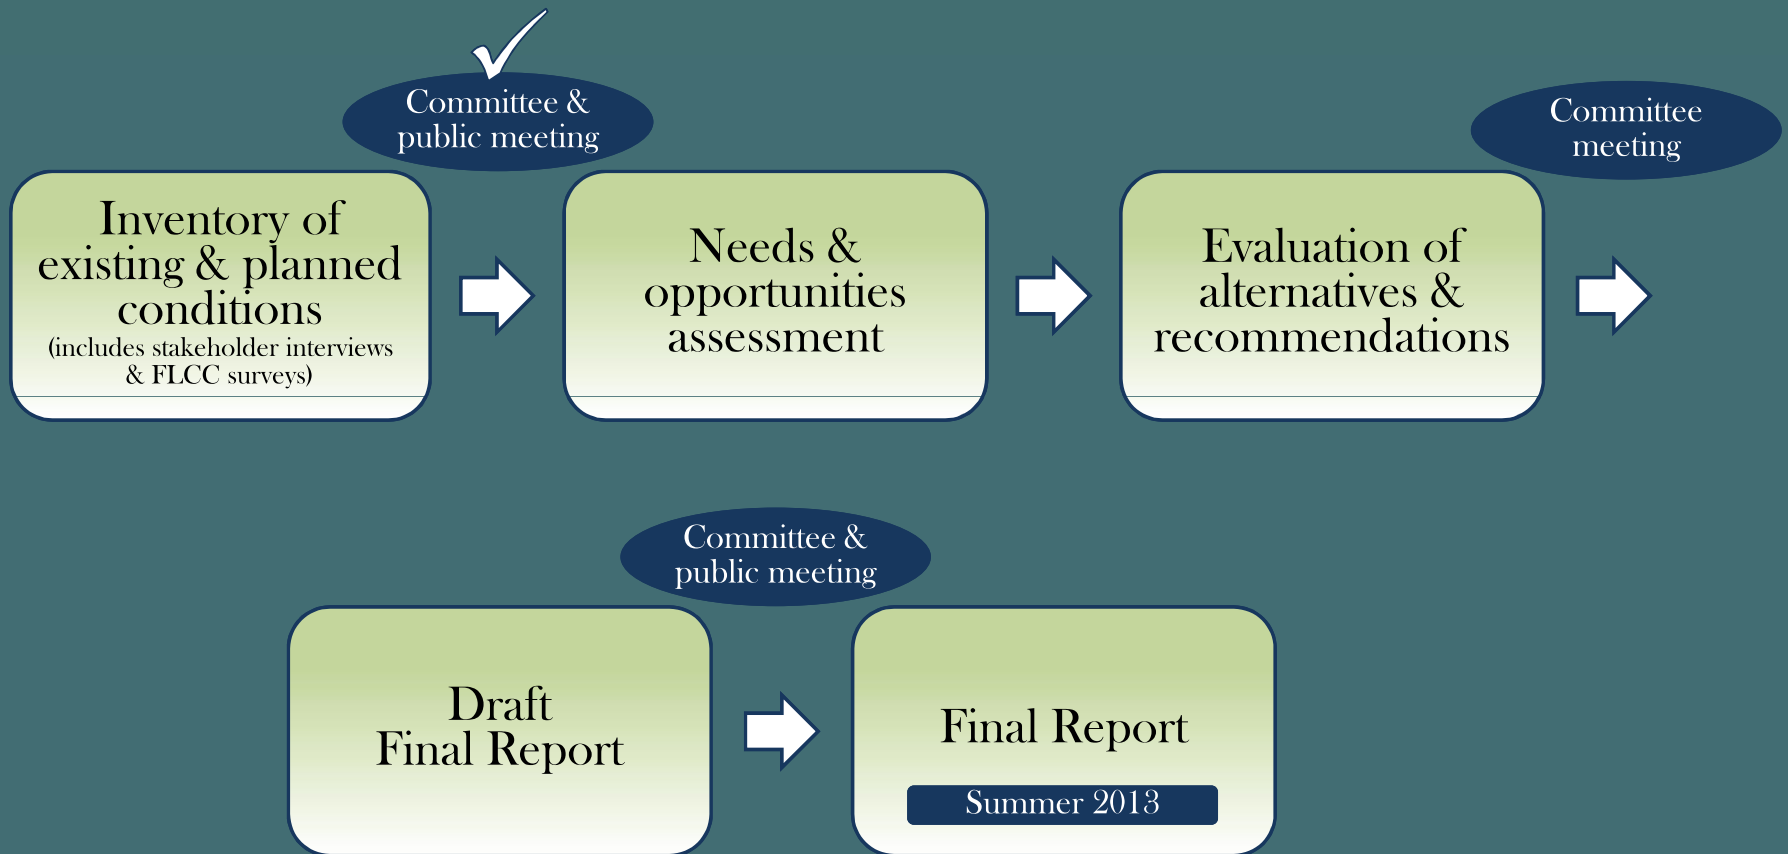 Committee &
public meeting
Committee
meeting
Inventory of
existing & planned
conditions
(includes stakeholder interviews
& FLCC surveys)
Needs &
opportunities
assessment
Evaluation of
alternatives &
recommendations
Committee &
public meeting
Draft
Final Report
Final Report
Summer 2013